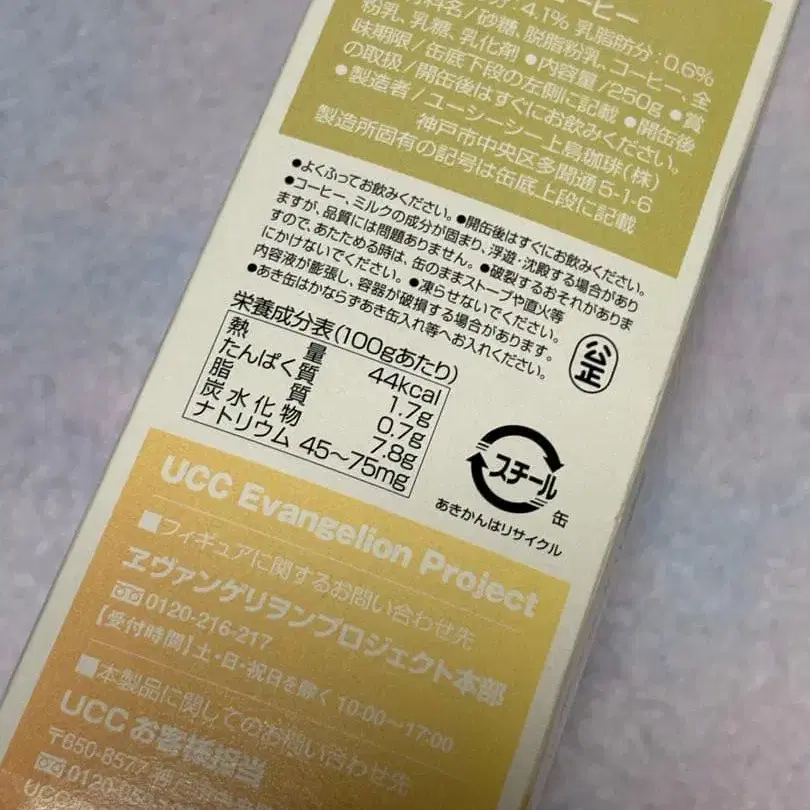 ーヒー
分：4.1% 乳脂肪分：0.6%
料名／砂糖、脱脂粉乳、コーヒー、全
粉乳、乳糖、乳化剤 ●内容量／250g ●賞
味期限／缶底下段の左側に記載 ●開缶後
の取扱／開缶後はすぐにお飲みください。
●製造者／ユーシーシー上島珈琲(株)
神戸市中央区多聞通5-1-6
製造所固有の記号は缶底上段に記載
●よくふってお飲みください。●開缶後はすぐにお飲みください。
●コーヒー、ミルクの成分が固まり、浮遊・沈殿する場合があり
ますが、品質には問題ありません。●破裂するおそれがありま
すので、あたためる時は、缶のままストーブや直火等
にかけないでください。●凍らせないでください。
内容液が膨張し、容器が破損する場合があります。
●あき缶はかならずあき缶入れ等へお入れください。
公正
栄養成分表(100gあたり)
熱量 44kcal
たんぱく質 1.7g
脂質 0.7g
炭水化物 7.8g
ナトリウム 45～75mg
スチール
缶
あきかんはリサイクル
UCC Evangelion Project
■フィギュアに関するお問い合わせ先
ヱヴァンゲリヲンプロジェクト本部
0120-216-217
【受付時間】土・日・祝日を除く 10:00～17:00
■本製品に関してのお問い合わせ先
UCCお客様担当
〒650-8577 神戸
0120-0
UCC